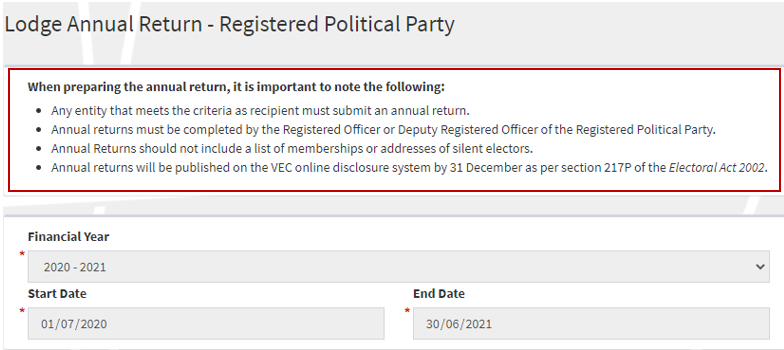 Lodge Annual Return - Registered Political Party
When preparing the annual return, it is important to note the following:
• Any entity that meets the criteria as recipient must submit an annual return.
• Annual returns must be completed by the Registered Officer or Deputy Registered Officer of the Registered Political Party.
• Annual Returns should not include a list of memberships or addresses of silent electors.
• Annual returns will be published on the VEC online disclosure system by 31 December as per section 217P of the Electoral Act 2002.
Financial Year
* 2020 - 2021
Start Date End Date
* 01/07/2020 * 30/06/2021